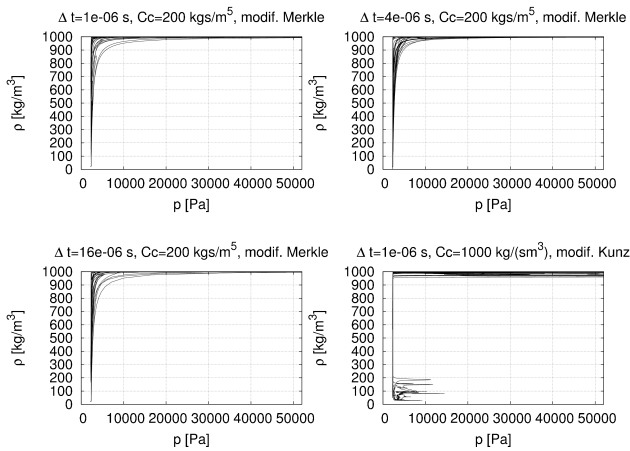 Δ t=1e-06 s, Cc=200 kgs/m⁵, modif. Merkle
1000
900
800
700
600
500
400
300
200
100
0
ρ [kg/m³]
0 10000 20000 30000 40000 50000
p [Pa]
Δ t=4e-06 s, Cc=200 kgs/m⁵, modif. Merkle
1000
900
800
700
600
500
400
300
200
100
0
ρ [kg/m³]
0 10000 20000 30000 40000 50000
p [Pa]
Δ t=16e-06 s, Cc=200 kgs/m⁵, modif. Merkle
1000
900
800
700
600
500
400
300
200
100
0
ρ [kg/m³]
0 10000 20000 30000 40000 50000
p [Pa]
Δ t=1e-06 s, Cc=1000 kg/(sm³), modif. Kunz
1000
900
800
700
600
500
400
300
200
100
0
ρ [kg/m³]
0 10000 20000 30000 40000 50000
p [Pa]